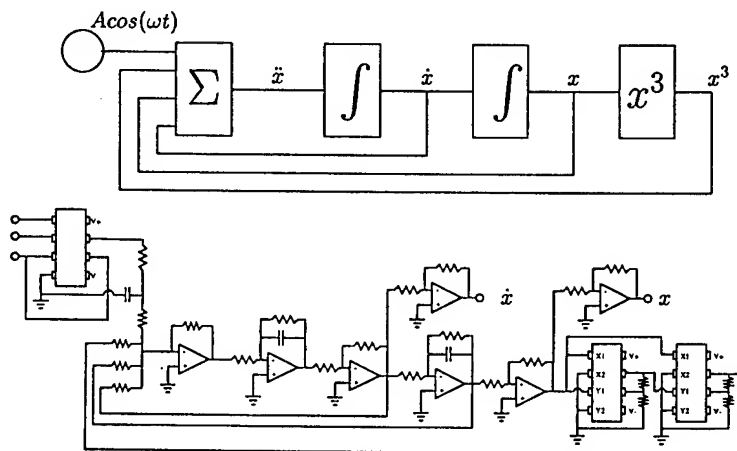 Acos(ωt)
Σ
ẍ
∫
ẋ
∫
x
x³
x³
V+
V
ẋ
x
X1
X2
Y1
Y2
V+
V-
X1
X2
Y1
Y2
V+
V-